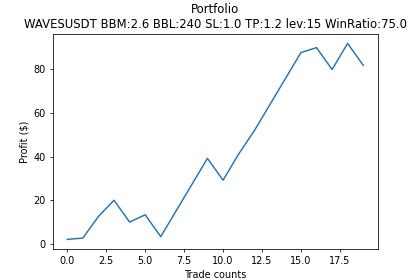 Portfolio
WAVESUSDT BBM:2.6 BBL:240 SL:1.0 TP:1.2 lev:15 WinRatio:75.0
Profit ($)
80
60
40
20
0
0.0 2.5 5.0 7.5 10.0 12.5 15.0 17.5
Trade counts